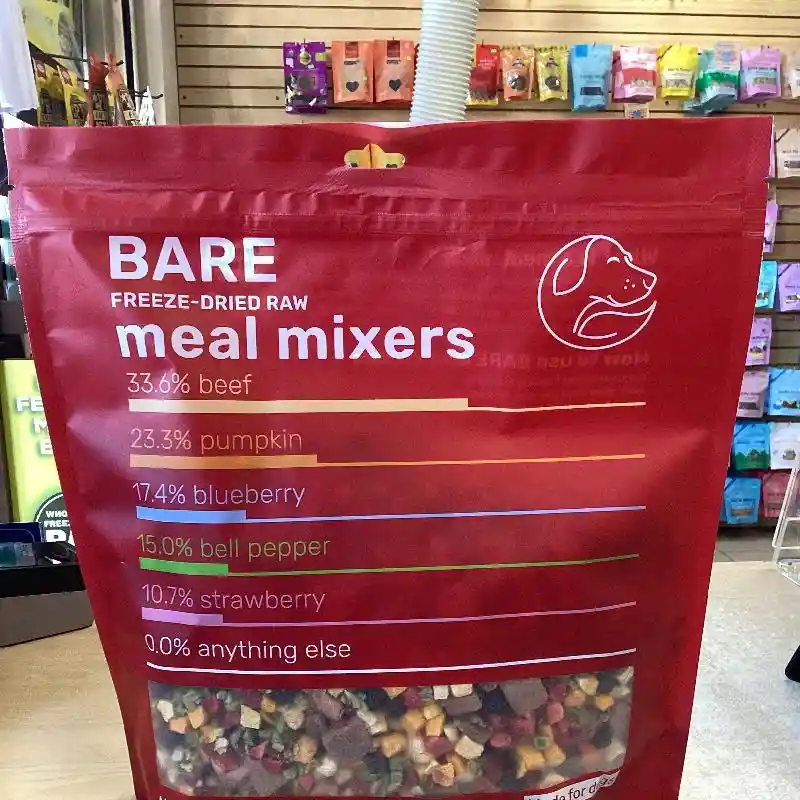 BARE
FREEZE-DRIED RAW
meal mixers
33.6% beef
23.3% pumpkin
17.4% blueberry
15.0% bell pepper
10.7% strawberry
0.0% anything else
for